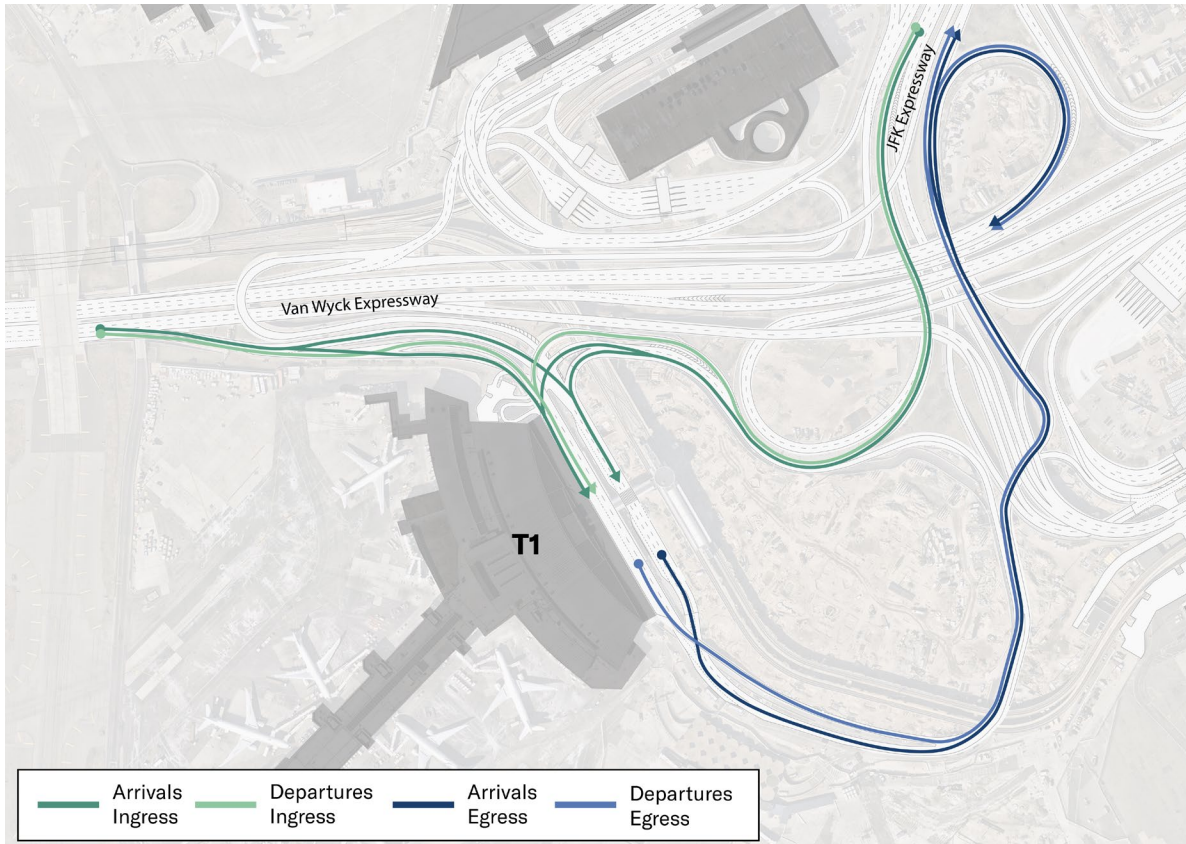 JFK Expressway
Van Wyck Expressway
T1
Arrivals
Ingress
Departures
Ingress
Arrivals
Egress
Departures
Egress